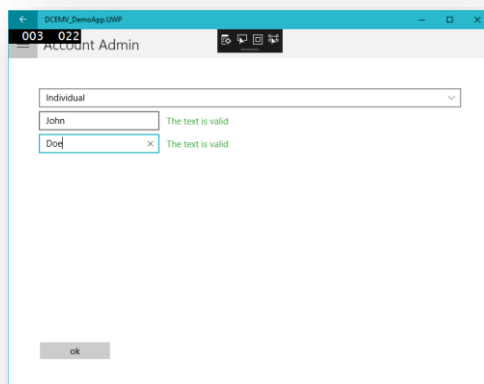 DCEMV_DemoApp.UWP
003 022
Account Admin
Individual
John The text is valid
Doe The text is valid
ok